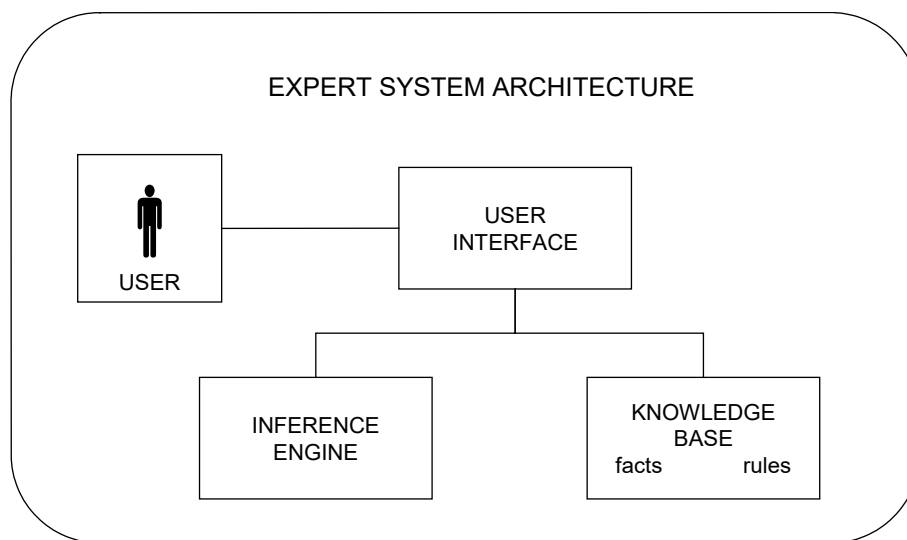 EXPERT SYSTEM ARCHITECTURE
USER
USER
INTERFACE
INFERENCE
ENGINE
KNOWLEDGE
BASE
facts rules